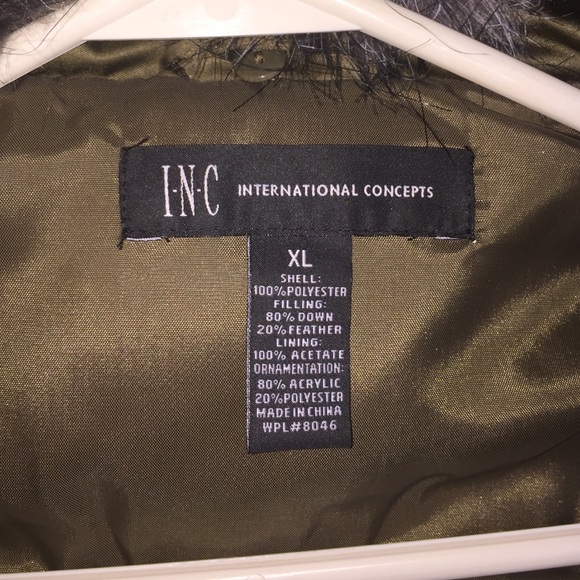 I·N·C INTERNATIONAL CONCEPTS
XL
SHELL:
100%POLYESTER
FILLING:
80%DOWN
20%FEATHER
LINING:
100% ACETATE
ORNAMENTATION:
80% ACRYLIC
20%POLYESTER
MADE IN CHINA
WPL#8046